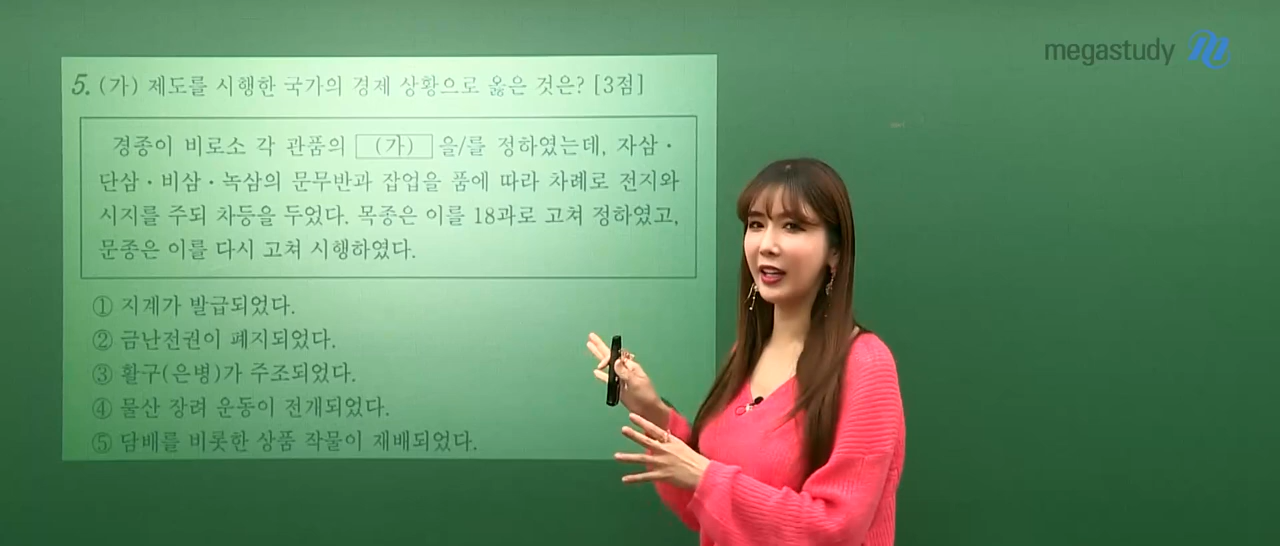 megastudy
5. (가) 제도를 시행한 국가의 경제 상황으로 옳은 것은? [3점]
경종이 비로소 각 관품의 (가) 을/를 정하였는데, 자삼·
단삼·비삼·녹삼의 문무반과 잡업을 품에 따라 차례로 전지와
시지를 주되 차등을 두었다. 목종은 이를 18과로 고쳐 정하였고,
문종은 이를 다시 고쳐 시행하였다.
① 지계가 발급되었다.
② 금난전권이 폐지되었다.
③ 활구(은병)가 주조되었다.
④ 물산 장려 운동이 전개되었다.
⑤ 담배를 비롯한 상품 작물이 재배되었다.